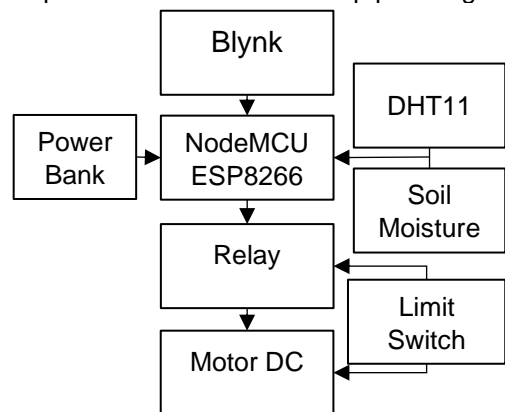 Blynk
DHT11
Power
Bank
NodeMCU
ESP8266
Soil
Moisture
Relay
Limit
Switch
Motor DC